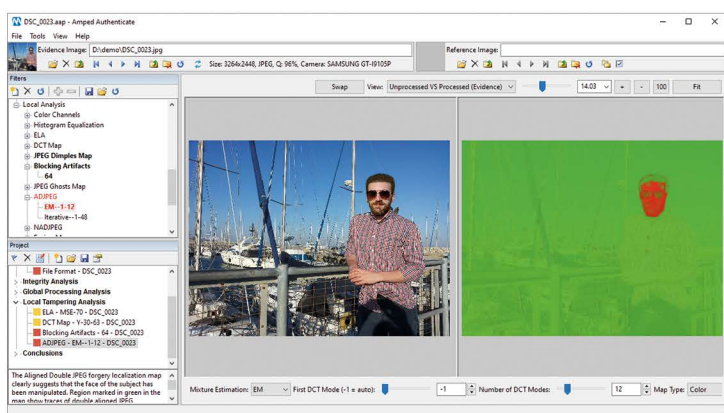 DSC_0023.aap - Amped Authenticate
File Tools View Help
Evidence Image: D:\demo\DSC_0023.jpg
Reference Image:
Size: 3264x2448, JPEG, Q: 96%, Camera: SAMSUNG GT-I9105P
Filters
Swap View: Unprocessed VS Processed (Evidence) 14.03 + - 100 Fit
Local Analysis
Color Channels
Histogram Equalization
ELA
DCT Map
JPEG Dimples Map
Blocking Artifacts
64
JPEG Ghosts Map
ADJPEG
EM--1-12
Iterative--1-48
NADJPEG
Project
File Format - DSC_0023
Integrity Analysis
Global Processing Analysis
Local Tampering Analysis
ELA - MSE-70 - DSC_0023
DCT Map - Y-30-63 - DSC_0023
Blocking Artifacts - 64 - DSC_0023
ADJPEG - EM--1-12 - DSC_0023
Conclusions
The Aligned Double JPEG forgery localization map
clearly suggests that the face of the subject has
been manipulated. Region marked in green in the
map show traces of double aligned JPEG
Mixture Estimation: EM First DCT Mode (-1 = auto): -1 Number of DCT Modes: 12 Map Type: Color